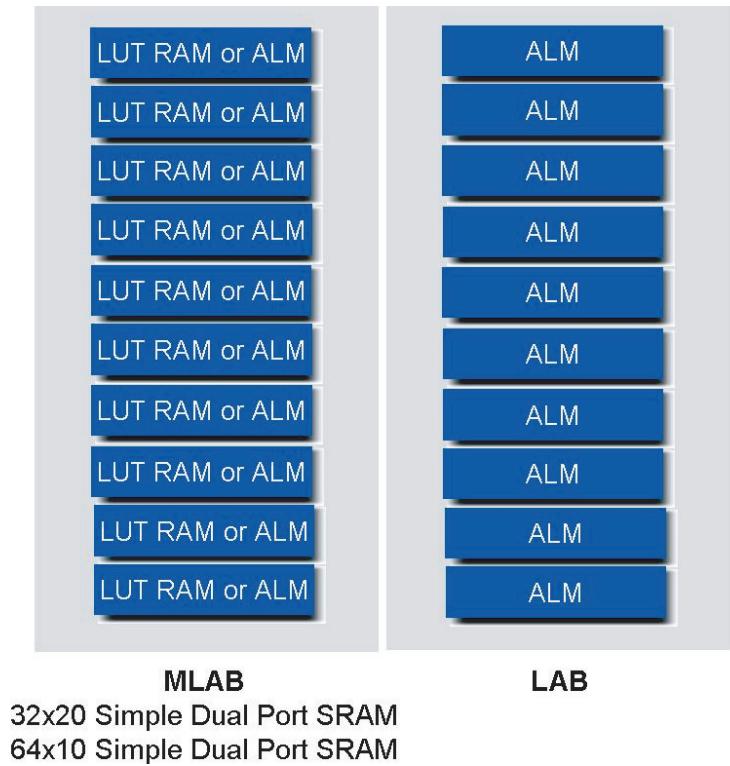 LUT RAM or ALM
LUT RAM or ALM
LUT RAM or ALM
LUT RAM or ALM
LUT RAM or ALM
LUT RAM or ALM
LUT RAM or ALM
LUT RAM or ALM
LUT RAM or ALM
LUT RAM or ALM
MLAB
32x20 Simple Dual Port SRAM
64x10 Simple Dual Port SRAM
ALM
ALM
ALM
ALM
ALM
ALM
ALM
ALM
ALM
ALM
LAB